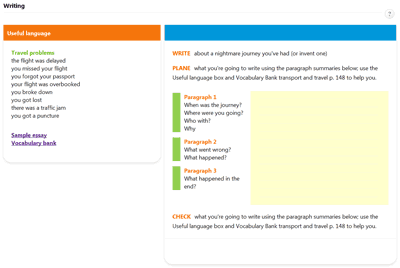 Writing
?
Useful language
Travel problems
the flight was delayed
you missed your flight
you forgot your passport
your flight was overbooked
you broke down
you got lost
there was a traffic jam
you got a puncture
Sample essay
Vocabulary bank
WRITE about a nightmare journey you've had (or invent one)
PLANE what you're going to write using the paragraph summaries below; use the
Useful language box and Vocabulary Bank transport and travel p. 148 to help you.
Paragraph 1
When was the journey?
Where were you going?
Who with?
Why
Paragraph 2
What went wrong?
What happened?
Paragraph 3
What happened in the
end?
CHECK what you're going to write using the paragraph summaries below; use the
Useful language box and Vocabulary Bank transport and travel p. 148 to help you.